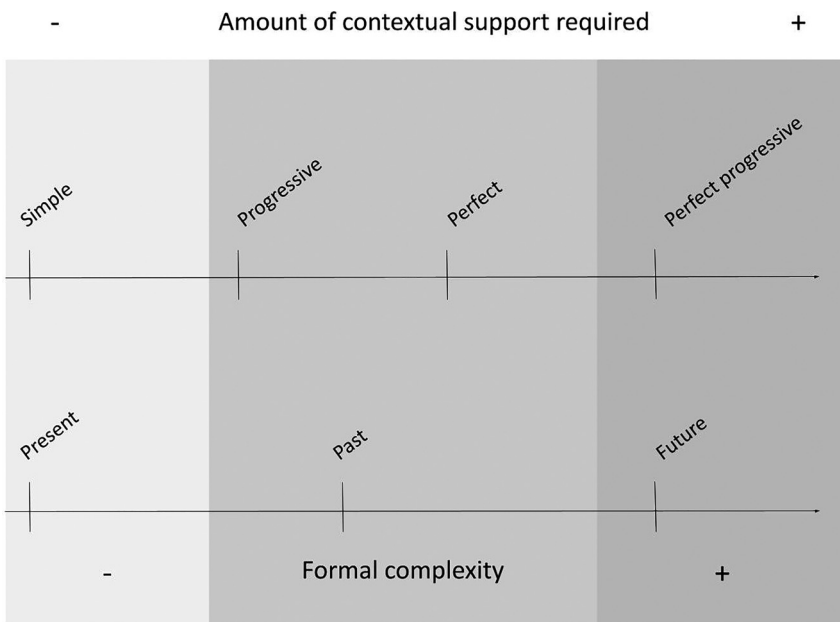 - Amount of contextual support required +
Simple
Progressive
Perfect
Perfect progressive
Present
Past
Future
- Formal complexity +